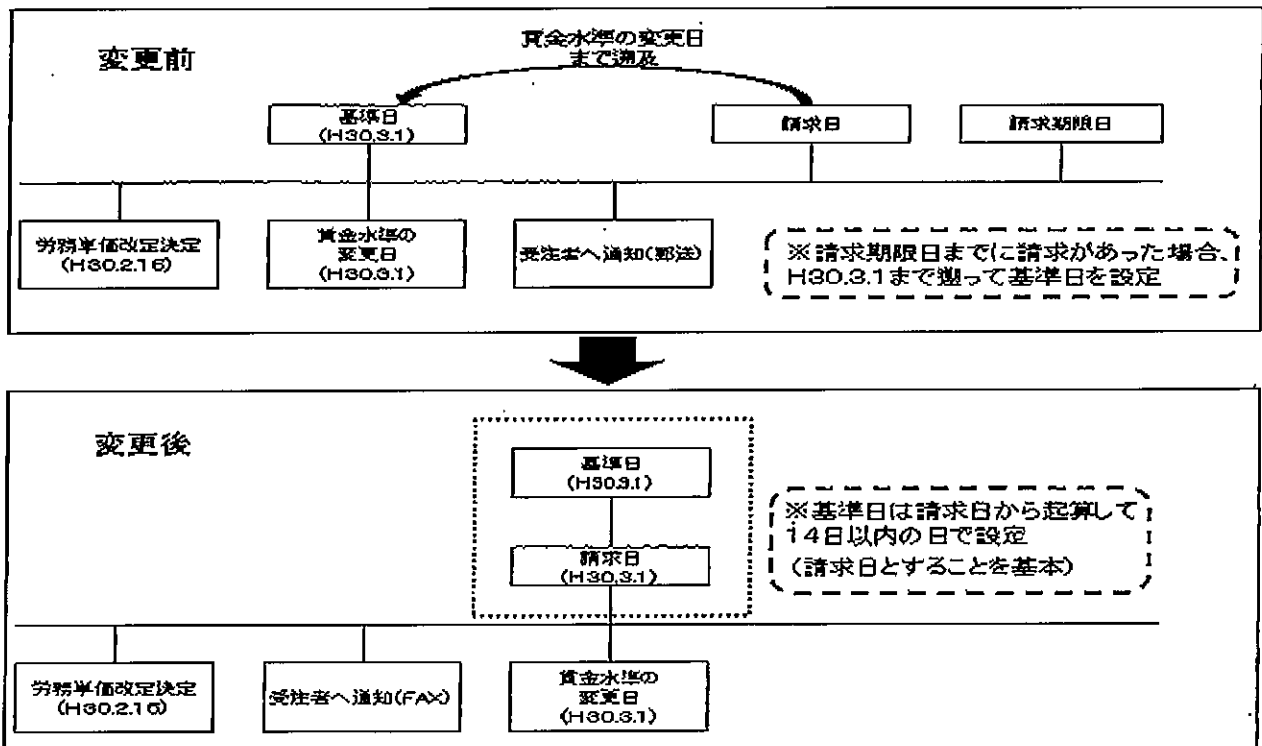 変更前
賃金水準の変更日
まで遡及
基準日
(H30.3.1)
請求日
請求期限日
労務単価改定決定
(H30.2.16)
賃金水準の
変更日
(H30.3.1)
受注者へ通知(郵送)
※請求期限日までに請求があった場合、
H30.3.1まで遡って基準日を設定
変更後
基準日
(H30.3.1)
請求日
(H30.3.1)
※基準日は請求日から起算して
14日以内の日で設定
(請求日とすることを基本)
労務単価改定決定
(H30.2.16)
受注者へ通知(FAX)
賃金水準の
変更日
(H30.3.1)